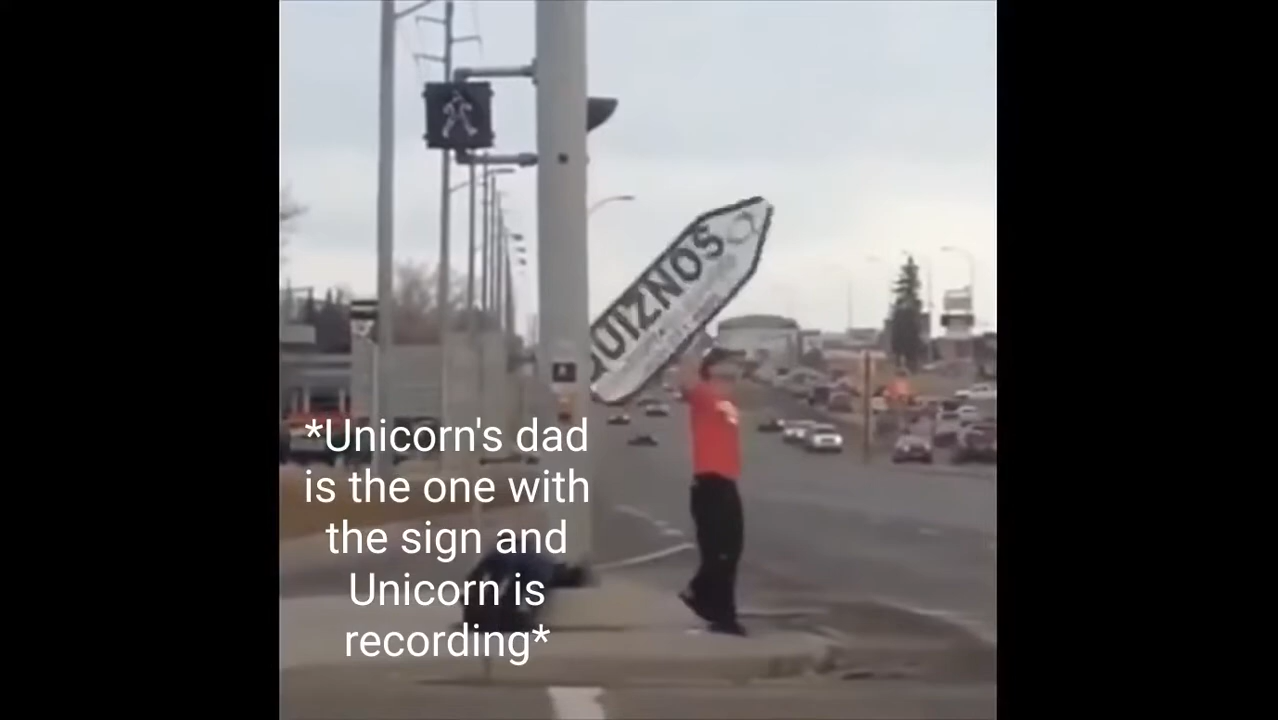 QUIZNOS
*Unicorn's dad
is the one with
the sign and
Unicorn is
recording*